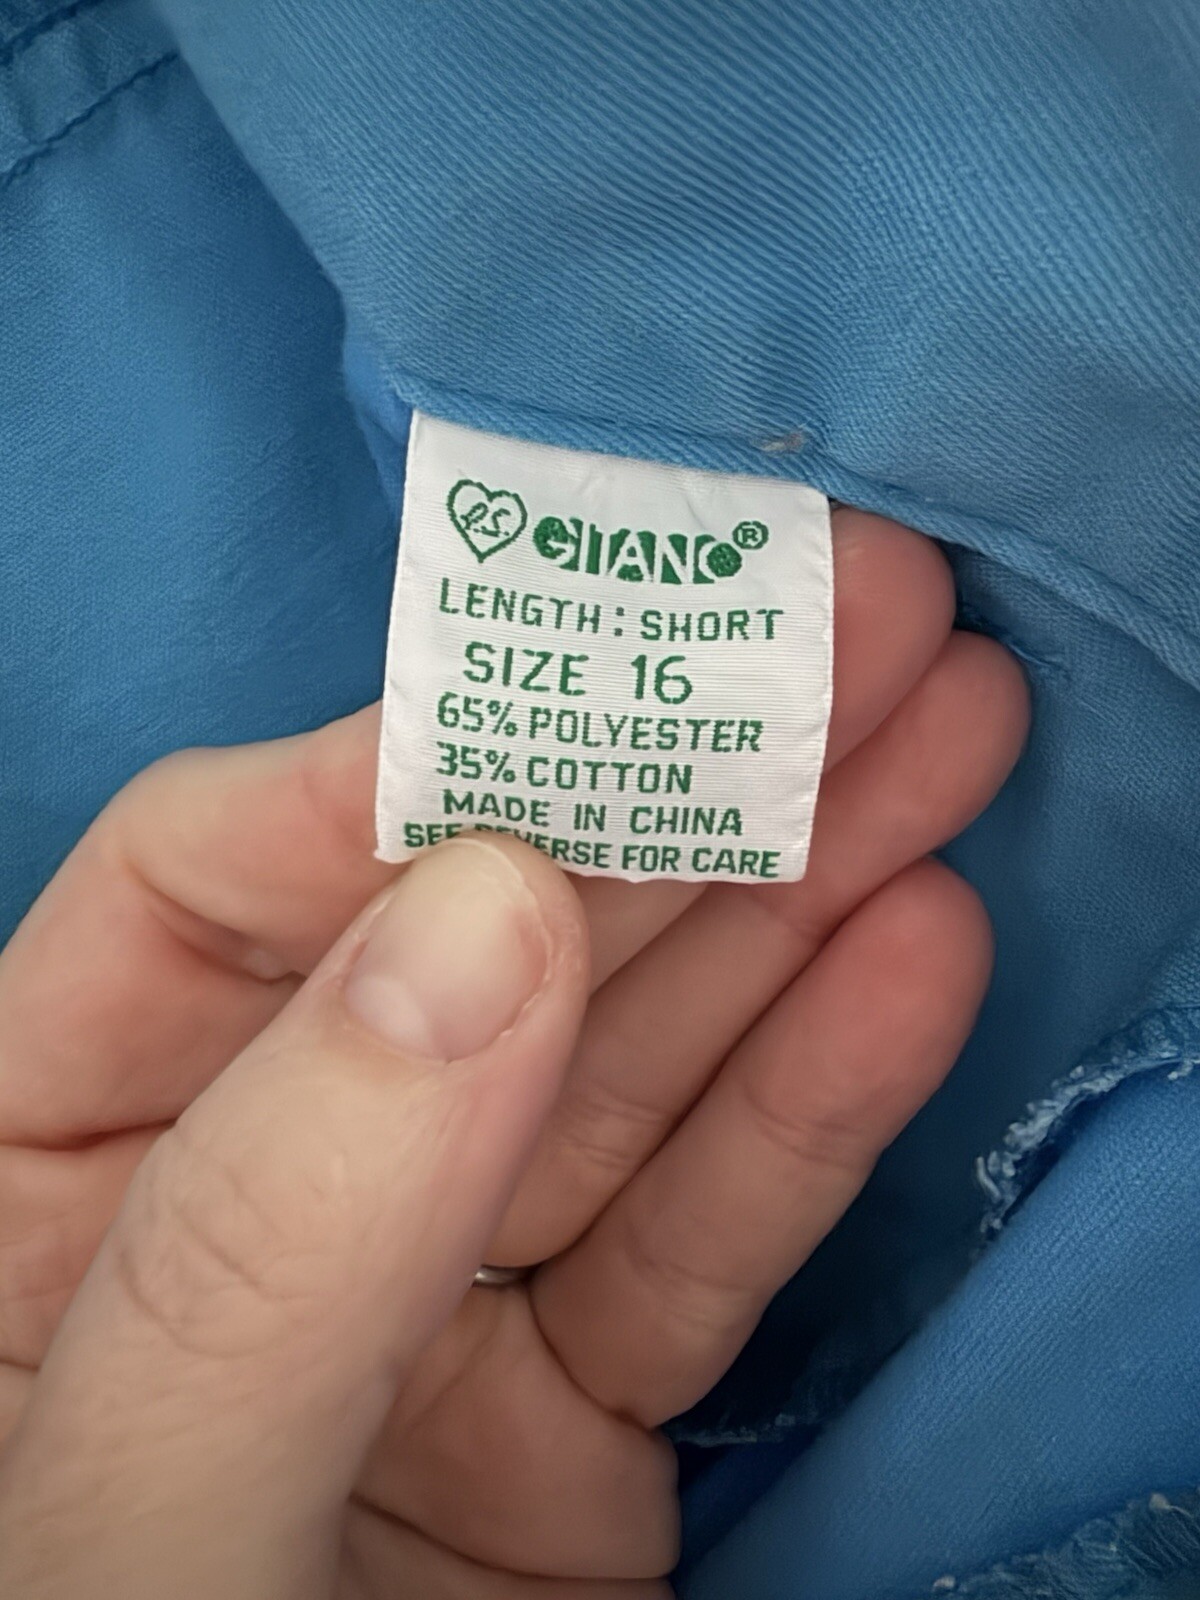 P.S. GITANO®
LENGTH: SHORT
SIZE 16
65% POLYESTER
35% COTTON
MADE IN CHINA
SEE REVERSE FOR CARE